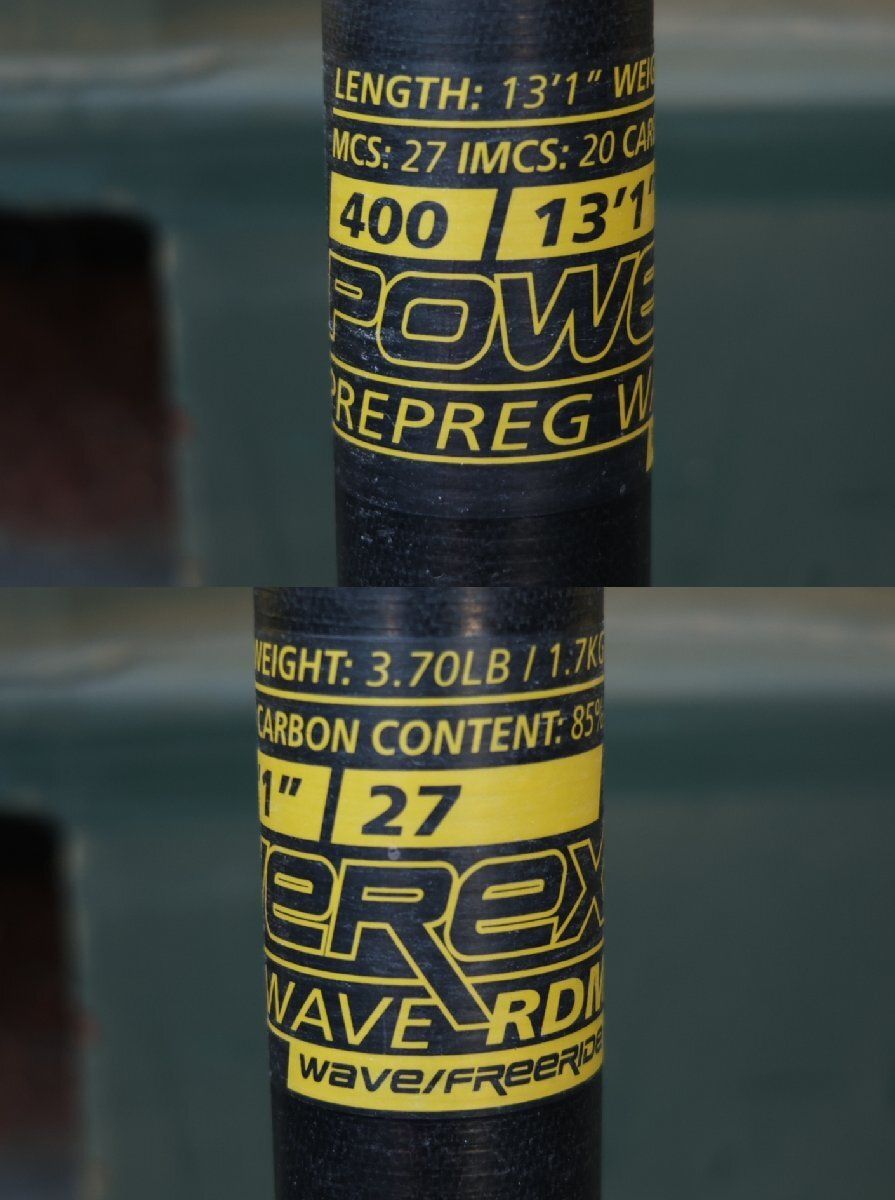 LENGTH: 13'1" WEIG
MCS: 27 IMCS: 20 CAR
400 13'1"
POWE
PREPREG W
WEIGHT: 3.70LB / 1.7KG
CARBON CONTENT: 85%
1" 27
erex
WAVE RDM
wave/freeride